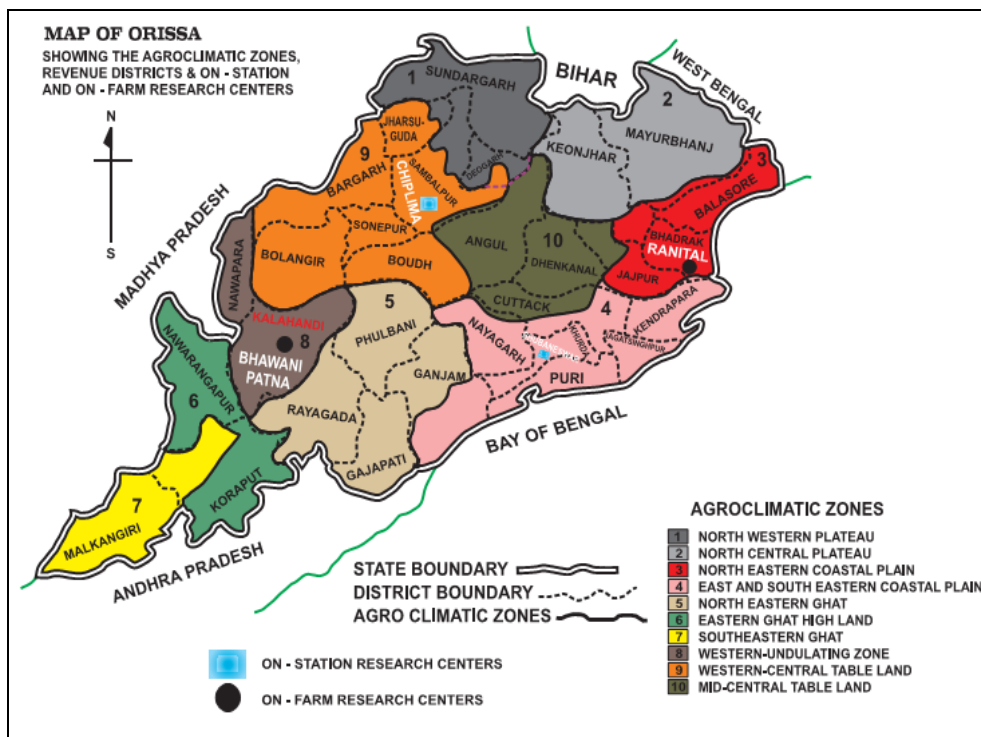 MAP OF ORISSA
SHOWING THE AGROCLIMATIC ZONES,
REVENUE DISTRICTS & ON - STATION
AND ON - FARM RESEARCH CENTERS
N
S
BIHAR
WEST BENGAL
MADHYA PRADESH
ANDHRA PRADESH
BAY OF BENGAL
1
SUNDARGARH
DEOGARH
2
KEONJHAR
MAYURBHANJ
3
BALASORE
BHADRAK
RANITAL
JAJPUR
9
JHARSU-
GUDA
BARGARH
SAMBALPUR
CHIPLIMA
SONEPUR
BOLANGIR
BOUDH
10
ANGUL
DHENKANAL
CUTTACK
4
KENDRAPARA
JAGATSINGHPUR
KHURDA
NAYAGARH
PURI
5
PHULBANI
GANJAM
RAYAGADA
GAJAPATI
NAWAPARA
KALAHANDI
8
BHAWANI
PATNA
NAWARANGAPUR
6
KORAPUT
7
MALKANGIRI
STATE BOUNDARY
DISTRICT BOUNDARY
AGRO CLIMATIC ZONES
ON - STATION RESEARCH CENTERS
ON - FARM RESEARCH CENTERS
AGROCLIMATIC ZONES
1 NORTH WESTERN PLATEAU
2 NORTH CENTRAL PLATEAU
3 NORTH EASTERN COASTAL PLAIN
4 EAST AND SOUTH EASTERN COASTAL PLAIN
5 NORTH EASTERN GHAT
6 EASTERN GHAT HIGH LAND
7 SOUTHEASTERN GHAT
8 WESTERN-UNDULATING ZONE
9 WESTERN-CENTRAL TABLE LAND
10 MID-CENTRAL TABLE LAND